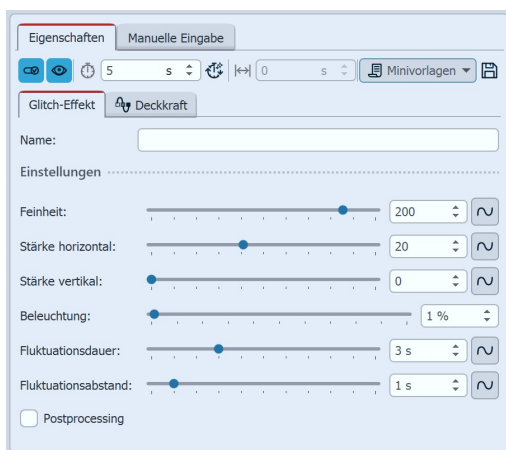 Eigenschaften Manuelle Eingabe
5 s 0 s Minivorlagen
Glitch-Effekt Deckkraft
Name:
Einstellungen
Feinheit: 200
Stärke horizontal: 20
Stärke vertikal: 0
Beleuchtung: 1 %
Fluktuationsdauer: 3 s
Fluktuationsabstand: 1 s
Postprocessing